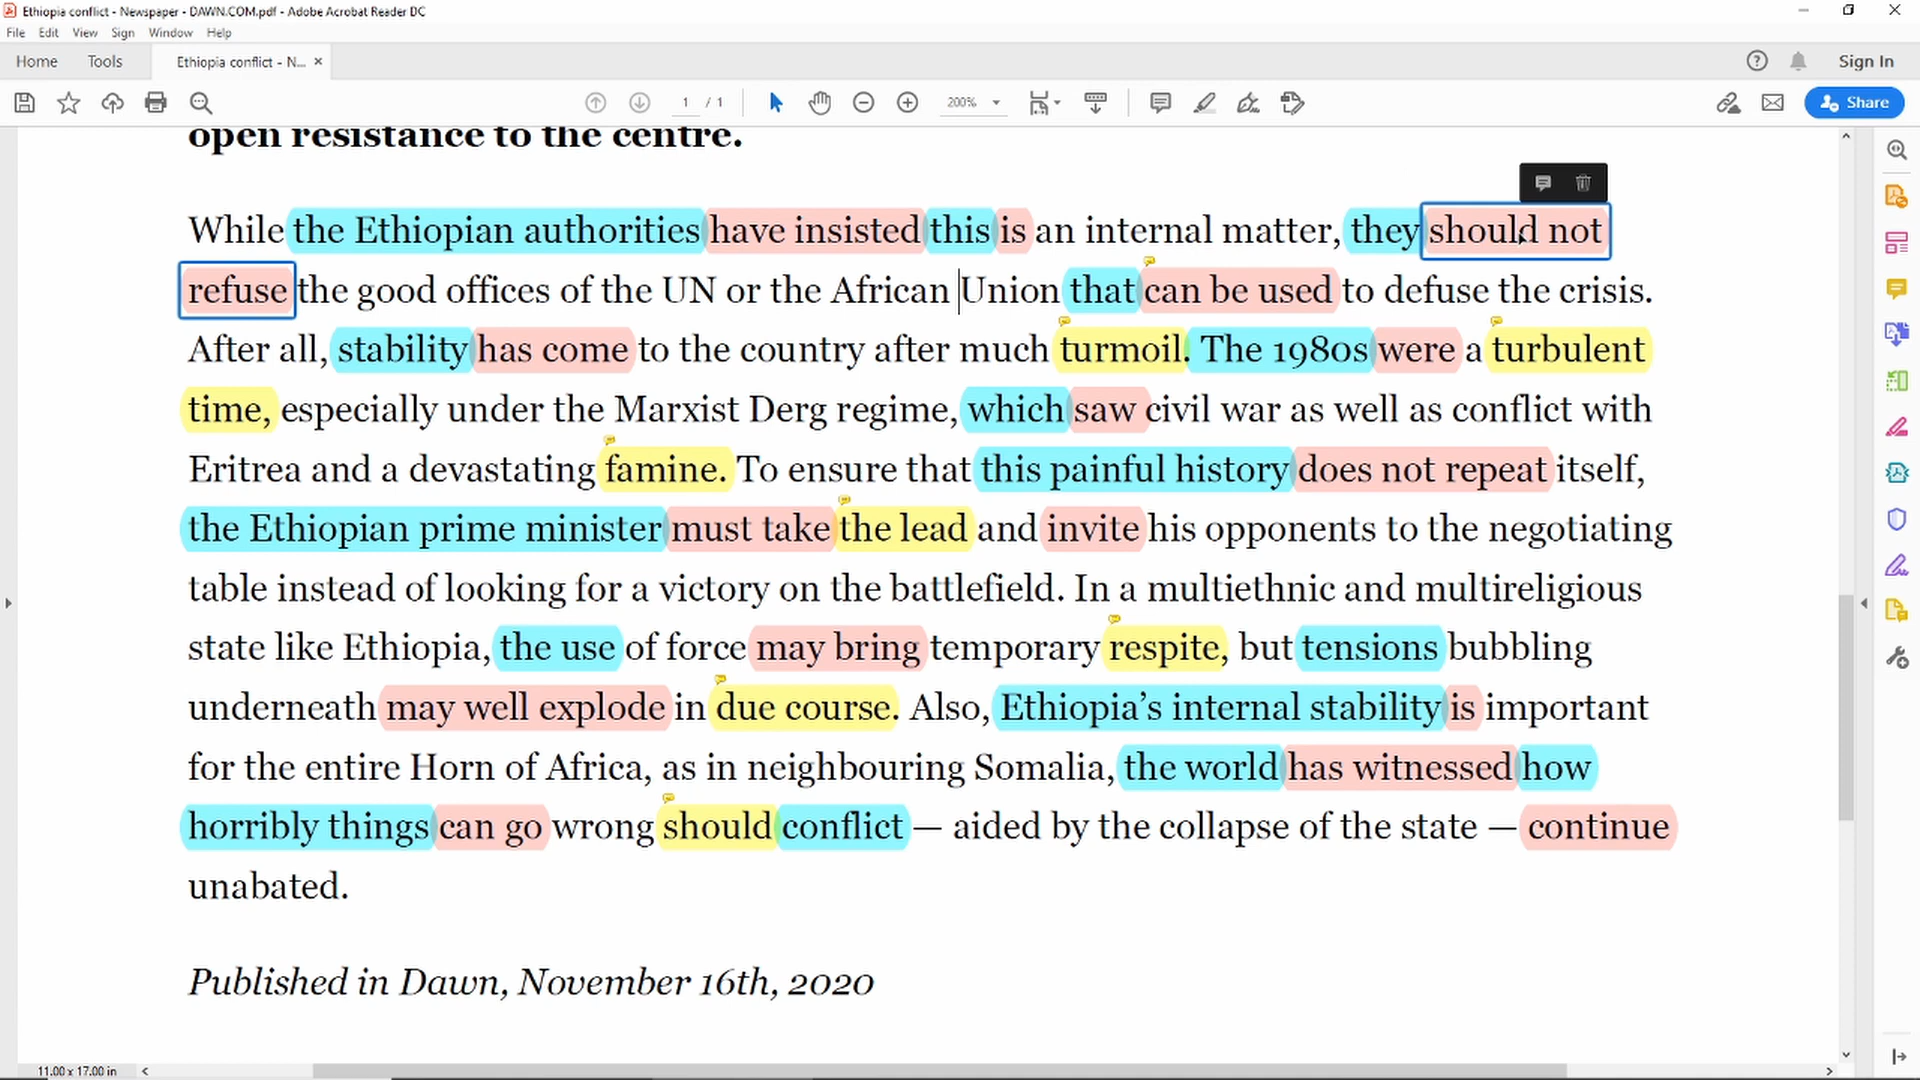 Ethiopia conflict - Newspaper - DAWN.COM.pdf - Adobe Acrobat Reader DC
File Edit View Sign Window Help
Home Tools Ethiopia conflict - N... × Sign In
1 / 1 200% Share
open resistance to the centre.
While the Ethiopian authorities have insisted this is an internal matter, they should not
refuse the good offices of the UN or the African Union that can be used to defuse the crisis.
After all, stability has come to the country after much turmoil. The 1980s were a turbulent
time, especially under the Marxist Derg regime, which saw civil war as well as conflict with
Eritrea and a devastating famine. To ensure that this painful history does not repeat itself,
the Ethiopian prime minister must take the lead and invite his opponents to the negotiating
table instead of looking for a victory on the battlefield. In a multiethnic and multireligious
state like Ethiopia, the use of force may bring temporary respite, but tensions bubbling
underneath may well explode in due course. Also, Ethiopia’s internal stability is important
for the entire Horn of Africa, as in neighbouring Somalia, the world has witnessed how
horribly things can go wrong should conflict — aided by the collapse of the state — continue
unabated.
Published in Dawn, November 16th, 2020
11.00 x 17.00 in